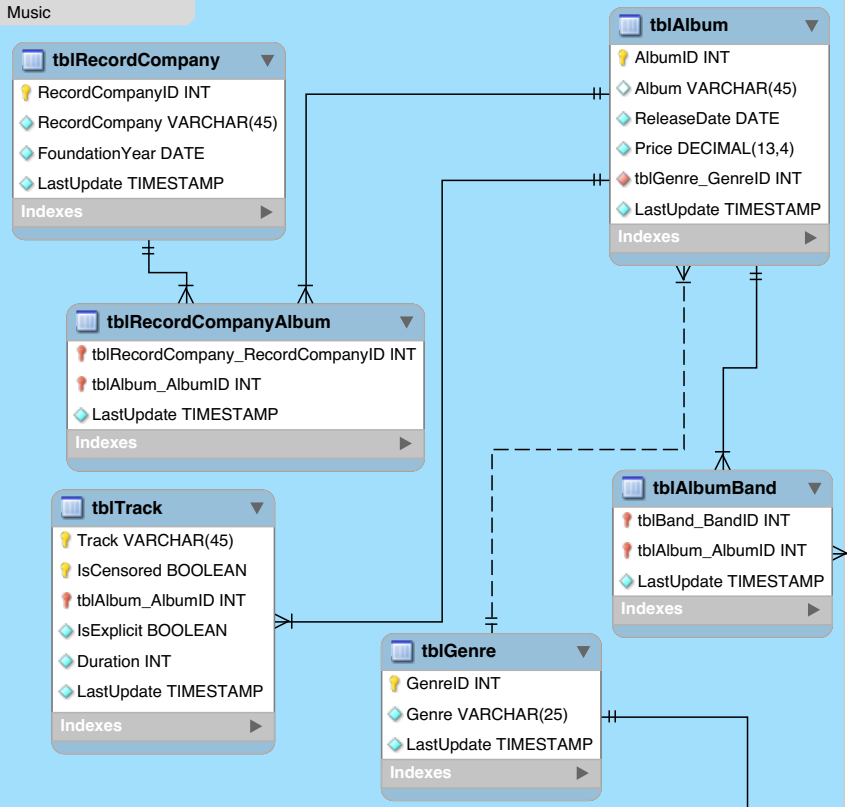 Music
tblRecordCompany
RecordCompanyID INT
RecordCompany VARCHAR(45)
FoundationYear DATE
LastUpdate TIMESTAMP
Indexes
tblAlbum
AlbumID INT
Album VARCHAR(45)
ReleaseDate DATE
Price DECIMAL(13,4)
tblGenre_GenreID INT
LastUpdate TIMESTAMP
Indexes
tblRecordCompanyAlbum
tblRecordCompany_RecordCompanyID INT
tblAlbum_AlbumID INT
LastUpdate TIMESTAMP
Indexes
tblTrack
Track VARCHAR(45)
IsCensored BOOLEAN
tblAlbum_AlbumID INT
IsExplicit BOOLEAN
Duration INT
LastUpdate TIMESTAMP
Indexes
tblAlbumBand
tblBand_BandID INT
tblAlbum_AlbumID INT
LastUpdate TIMESTAMP
Indexes
tblGenre
GenreID INT
Genre VARCHAR(25)
LastUpdate TIMESTAMP
Indexes